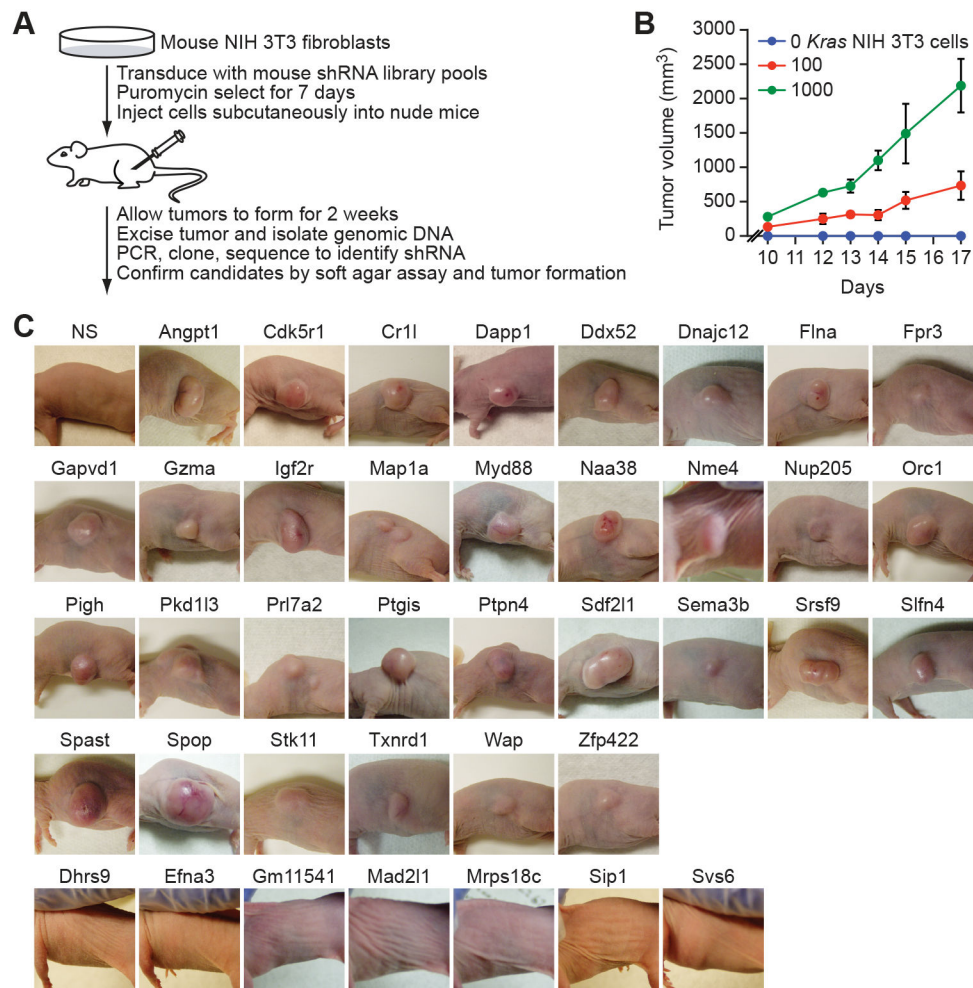 A
Mouse NIH 3T3 fibroblasts
Transduce with mouse shRNA library pools
Puromycin select for 7 days
Inject cells subcutaneously into nude mice
Allow tumors to form for 2 weeks
Excise tumor and isolate genomic DNA
PCR, clone, sequence to identify shRNA
Confirm candidates by soft agar assay and tumor formation
B
Tumor volume (mm3)
3000
2500
2000
1500
1000
500
0
0 Kras NIH 3T3 cells
100
1000
10 11 12 13 14 15 16 17
Days
C
NS Angpt1 Cdk5r1 Cr1l Dapp1 Ddx52 Dnajc12 Flna Fpr3
Gapvd1 Gzma Igf2r Map1a Myd88 Naa38 Nme4 Nup205 Orc1
Pigh Pkd1l3 Prl7a2 Ptgis Ptpn4 Sdf2l1 Sema3b Srsf9 Slfn4
Spast Spop Stk11 Txnrd1 Wap Zfp422
Dhrs9 Efna3 Gm11541 Mad2l1 Mrps18c Sip1 Svs6